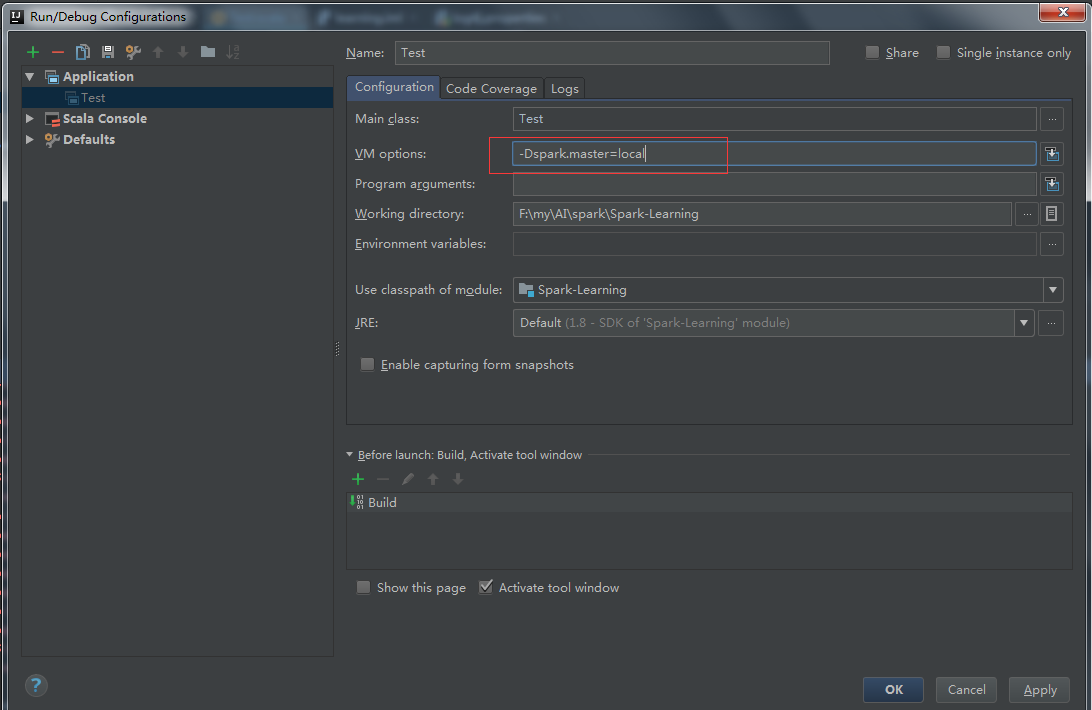 Run/Debug Configurations
Name: Test Share Single instance only
Application
Test
Scala Console
Defaults
Configuration Code Coverage Logs
Main class: Test ...
VM options: -Dspark.master=local
Program arguments:
Working directory: F:\my\AI\spark\Spark-Learning ...
Environment variables: ...
Use classpath of module: Spark-Learning
JRE: Default (1.8 - SDK of 'Spark-Learning' module) ...
Enable capturing form snapshots
Before launch: Build, Activate tool window
Build
Show this page Activate tool window
? OK Cancel Apply